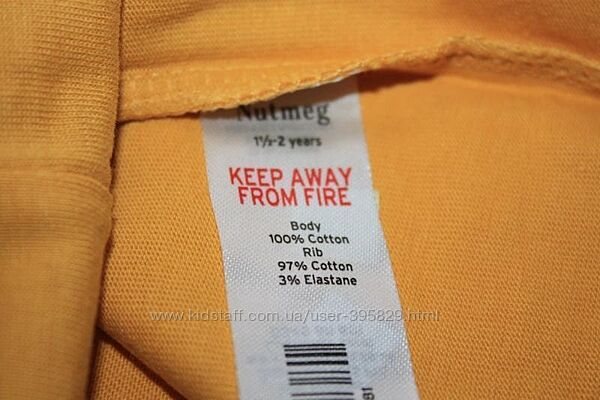 Nutmeg
1½-2 years
KEEP AWAY
FROM FIRE
Body
100% Cotton
Rib
97% Cotton
3% Elastane
www.kidstaff.com.ua/user-395829.html
81